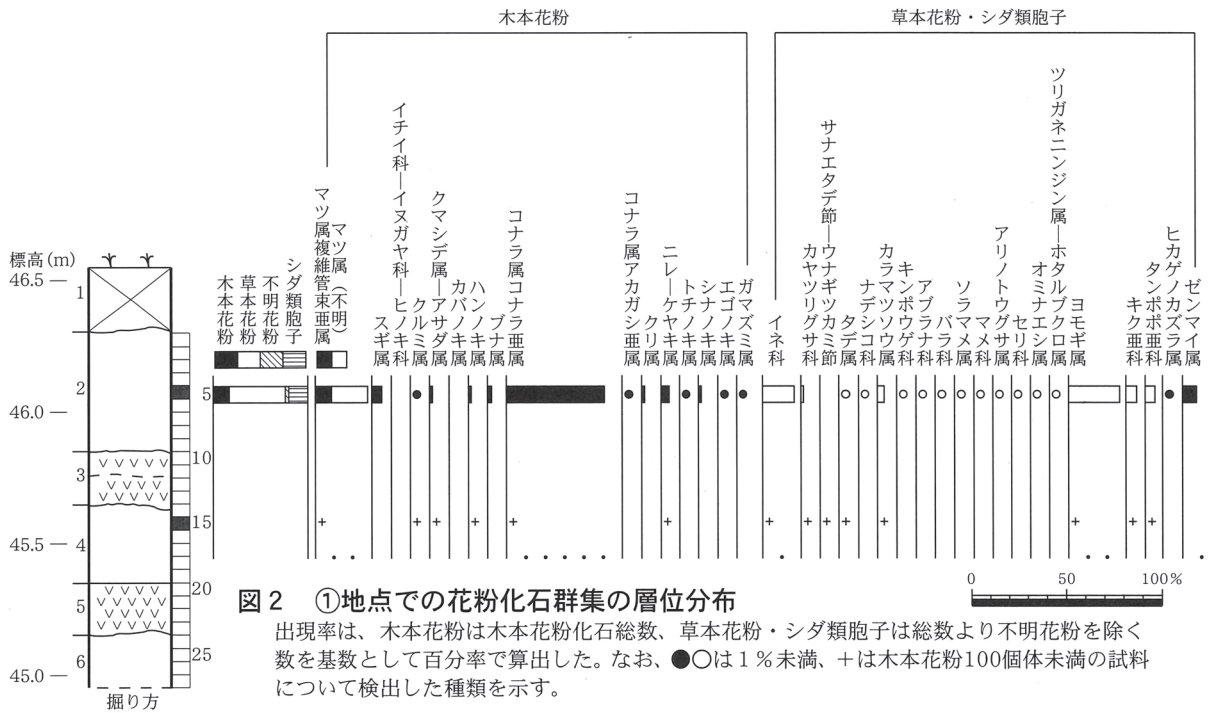 木本花粉
草本花粉・シダ類胞子
標高(m)
46.5
46.0
45.5
45.0
1
2
3
4
5
6
掘り方
5
10
15
20
25
木本花粉
草本花粉
不明花粉
シダ類胞子
マツ属複維管束亜属
マツ属(不明)
スギ属
イチイ科―イヌガヤ科―ヒノキ科
クルミ属
クマシデ属―アサダ属
カバノキ属
ハンノキ属
ブナ属
コナラ属コナラ亜属
コナラ属アカガシ亜属
クリ属
ニレ―ケヤキ属
トチノキ属
シナノキ属
エゴノキ属
ガマズミ属
イネ科
カヤツリグサ科
サナエタデ節―ウナギツカミ節
タデ属
ナデシコ科
カラマツソウ属
キンポウゲ科
アブラナ科
バラ科
ソラマメ属
マメ科
アリノトウグサ属
セリ科
オミナエシ属
ツリガネニンジン属―ホタルブクロ属
ヨモギ属
キク亜科
タンポポ亜科
ヒカゲノカズラ属
ゼンマイ属
5
0 50 100%
図2 ①地点での花粉化石群集の層位分布
出現率は、木本花粉は木本花粉化石総数、草本花粉・シダ類胞子は総数より不明花粉を除く
数を基数として百分率で算出した。なお、●○は1%未満、+は木本花粉100個体未満の試料
について検出した種類を示す。